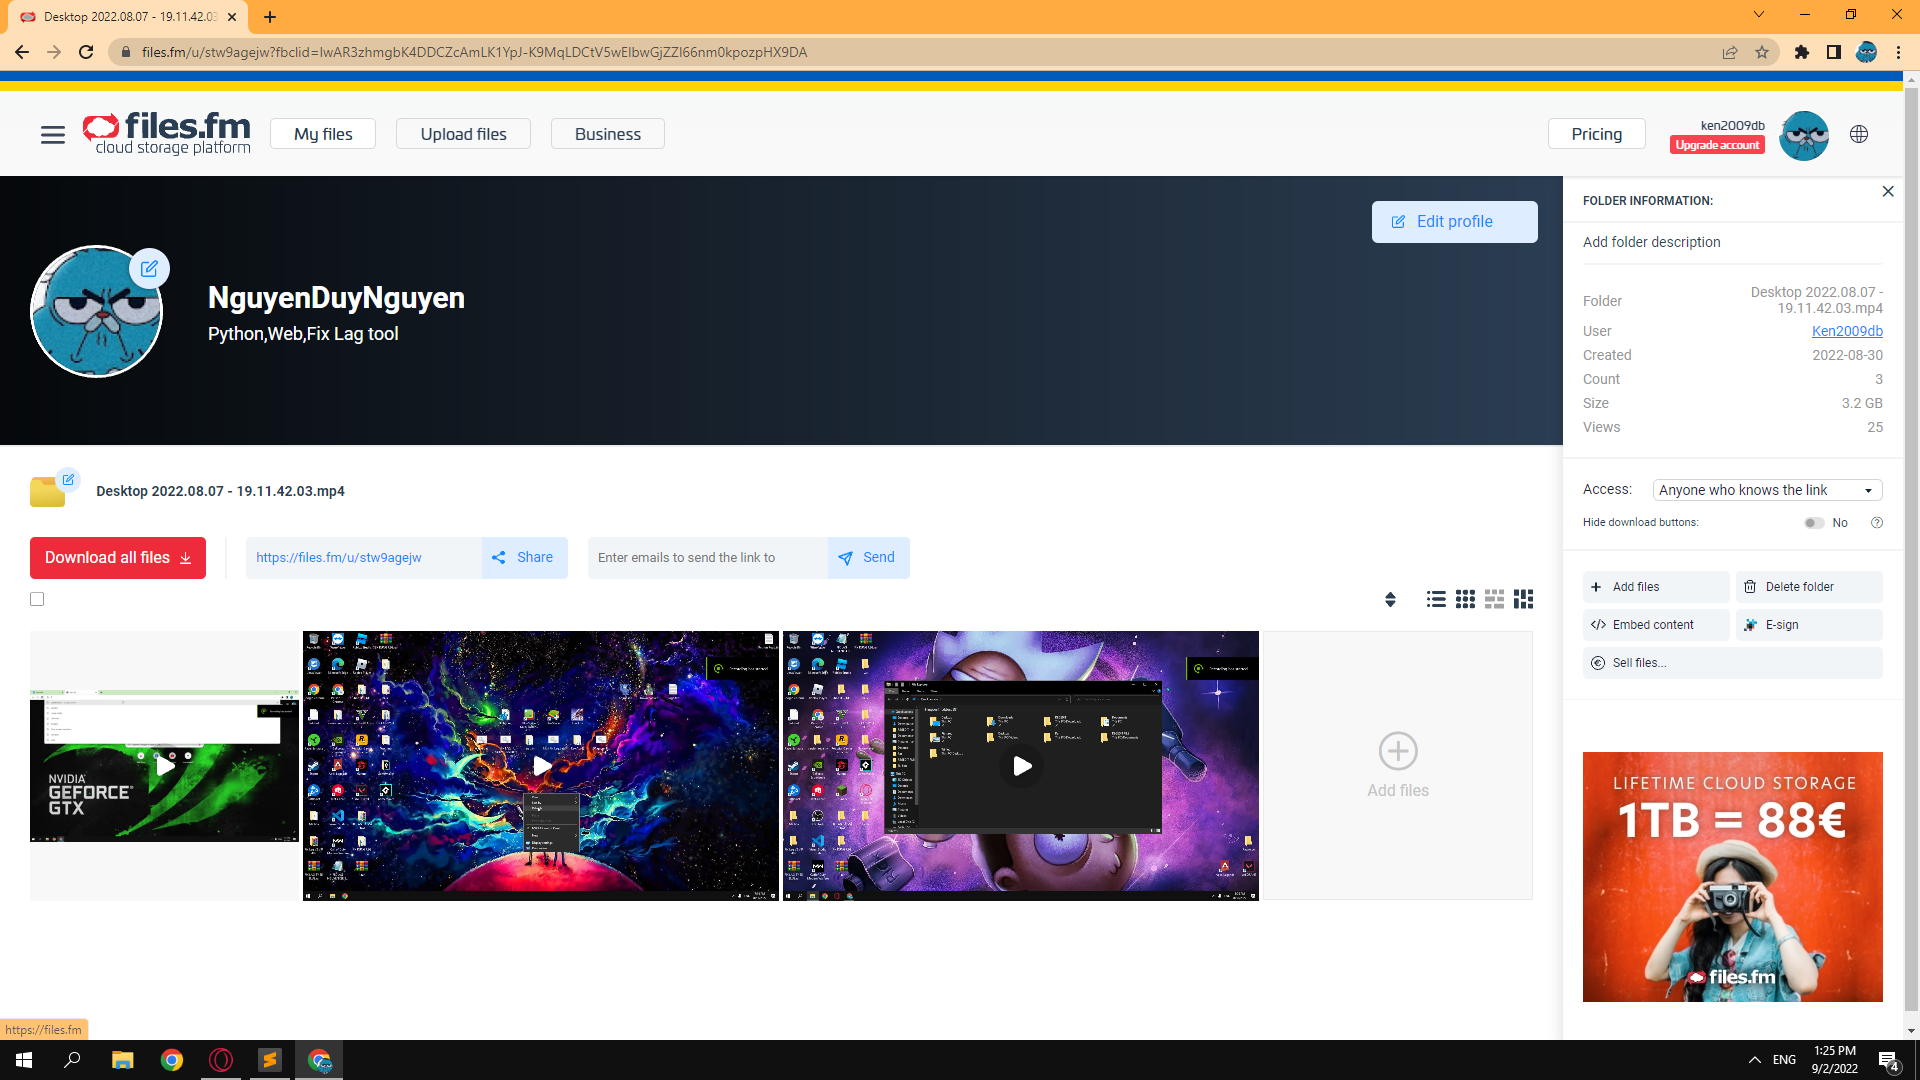 Desktop 2022.08.07 - 19.11.42.03
files.fm/u/stw9agejw?fbclid=IwAR3zhmgbK4DDCZcAmLK1YpJ-K9MqLDCtV5wEIbwGjZZI66nm0kpozpHX9DA
files.fm
cloud storage platform
My files
Upload files
Business
Pricing
ken2009db
Upgrade account
Edit profile
NguyenDuyNguyen
Python,Web,Fix Lag tool
FOLDER INFORMATION:
Add folder description
Folder Desktop 2022.08.07 -
19.11.42.03.mp4
User Ken2009db
Created 2022-08-30
Count 3
Size 3.2 GB
Views 25
Access: Anyone who knows the link
Hide download buttons: No
Add files
Delete folder
Embed content
E-sign
Sell files...
Desktop 2022.08.07 - 19.11.42.03.mp4
Download all files
https://files.fm/u/stw9agejw
Share
Enter emails to send the link to
Send
NVIDIA
GEFORCE
GTX
Add files
LIFETIME CLOUD STORAGE
1TB = 88€
files.fm
https://files.fm
ENG
1:25 PM
9/2/2022
4